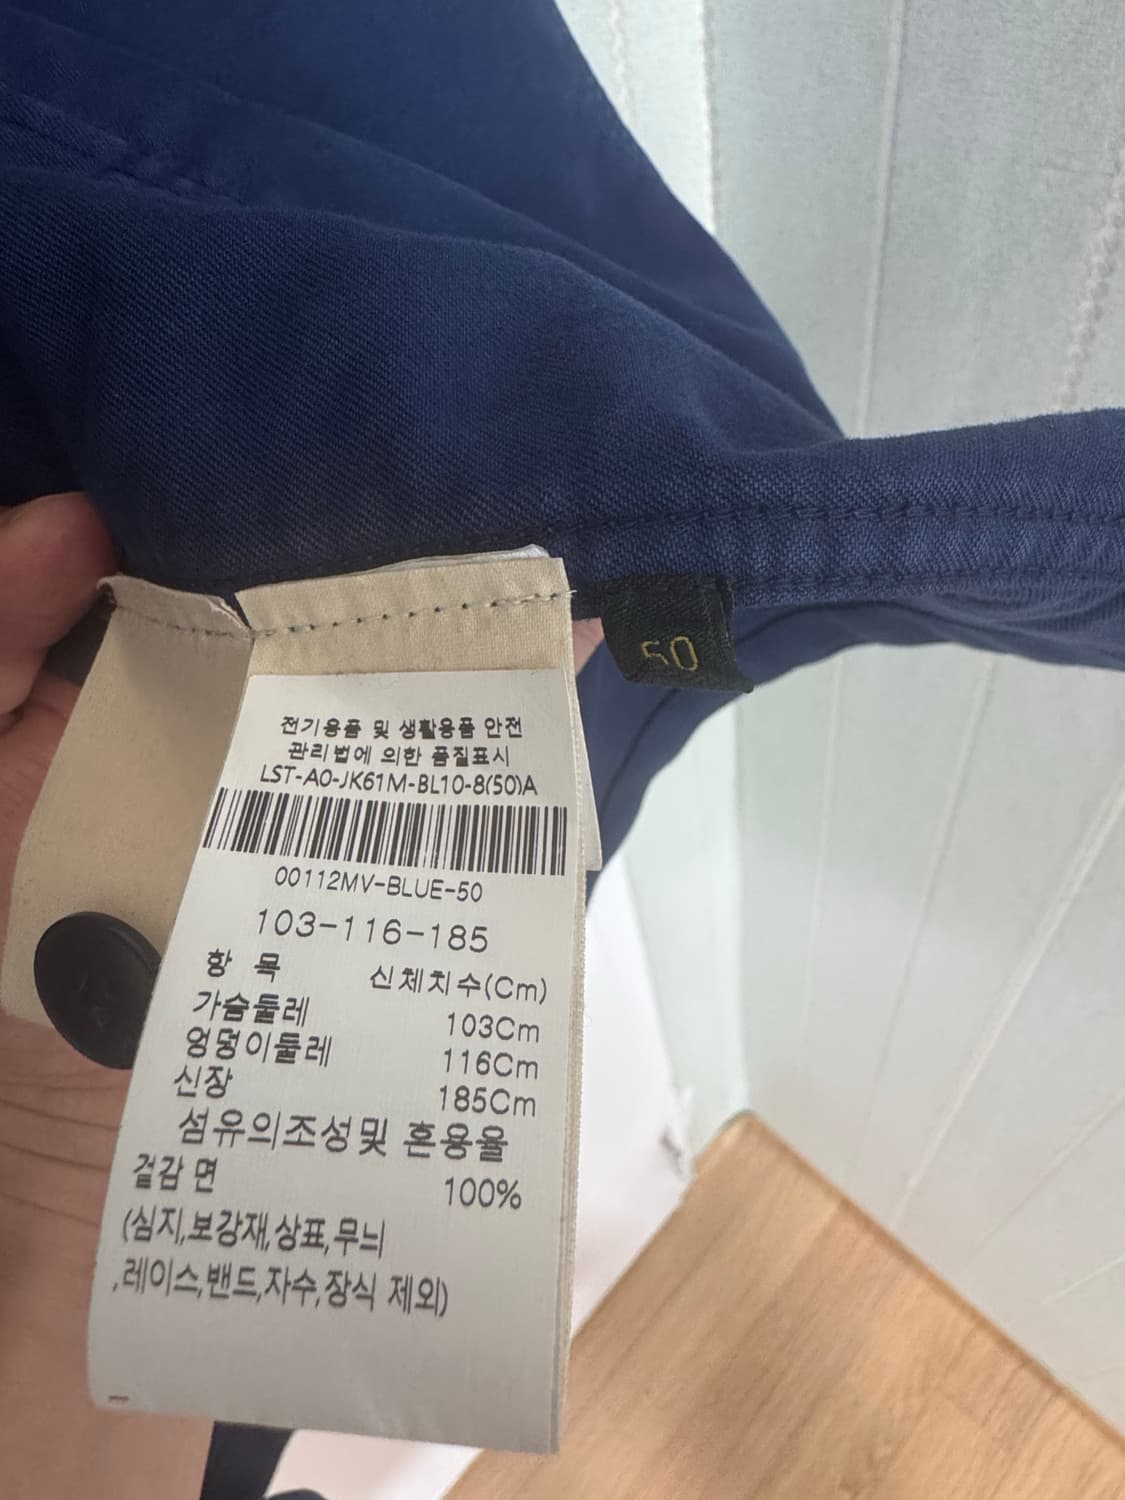 50
전기용품 및 생활용품 안전
관리법에 의한 품질표시
LST-A0-JK61M-BL10-8(50)A
00112MV-BLUE-50
103-116-185
항 목 신체치수(Cm)
가슴둘레 103Cm
엉덩이둘레 116Cm
신장 185Cm
섬유의조성및 혼용율
겉감 면 100%
(심지,보강재,상표,무늬
,레이스,밴드,자수,장식 제외)